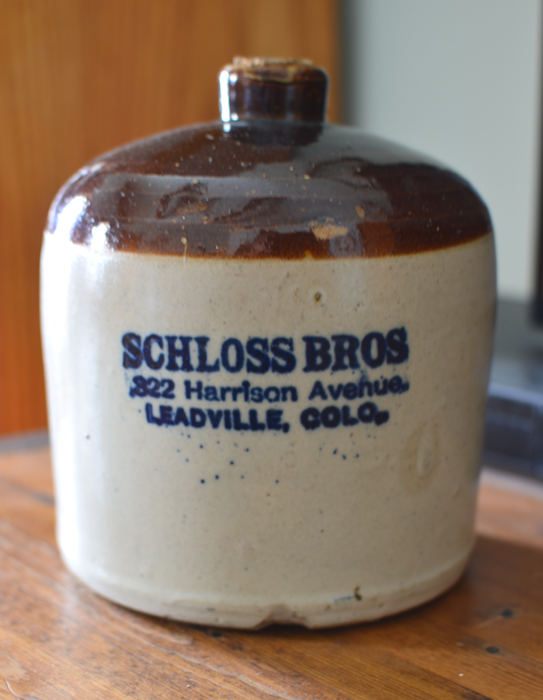 SCHLOSS BROS
322 Harrison Avenue.
LEADVILLE, COLO.